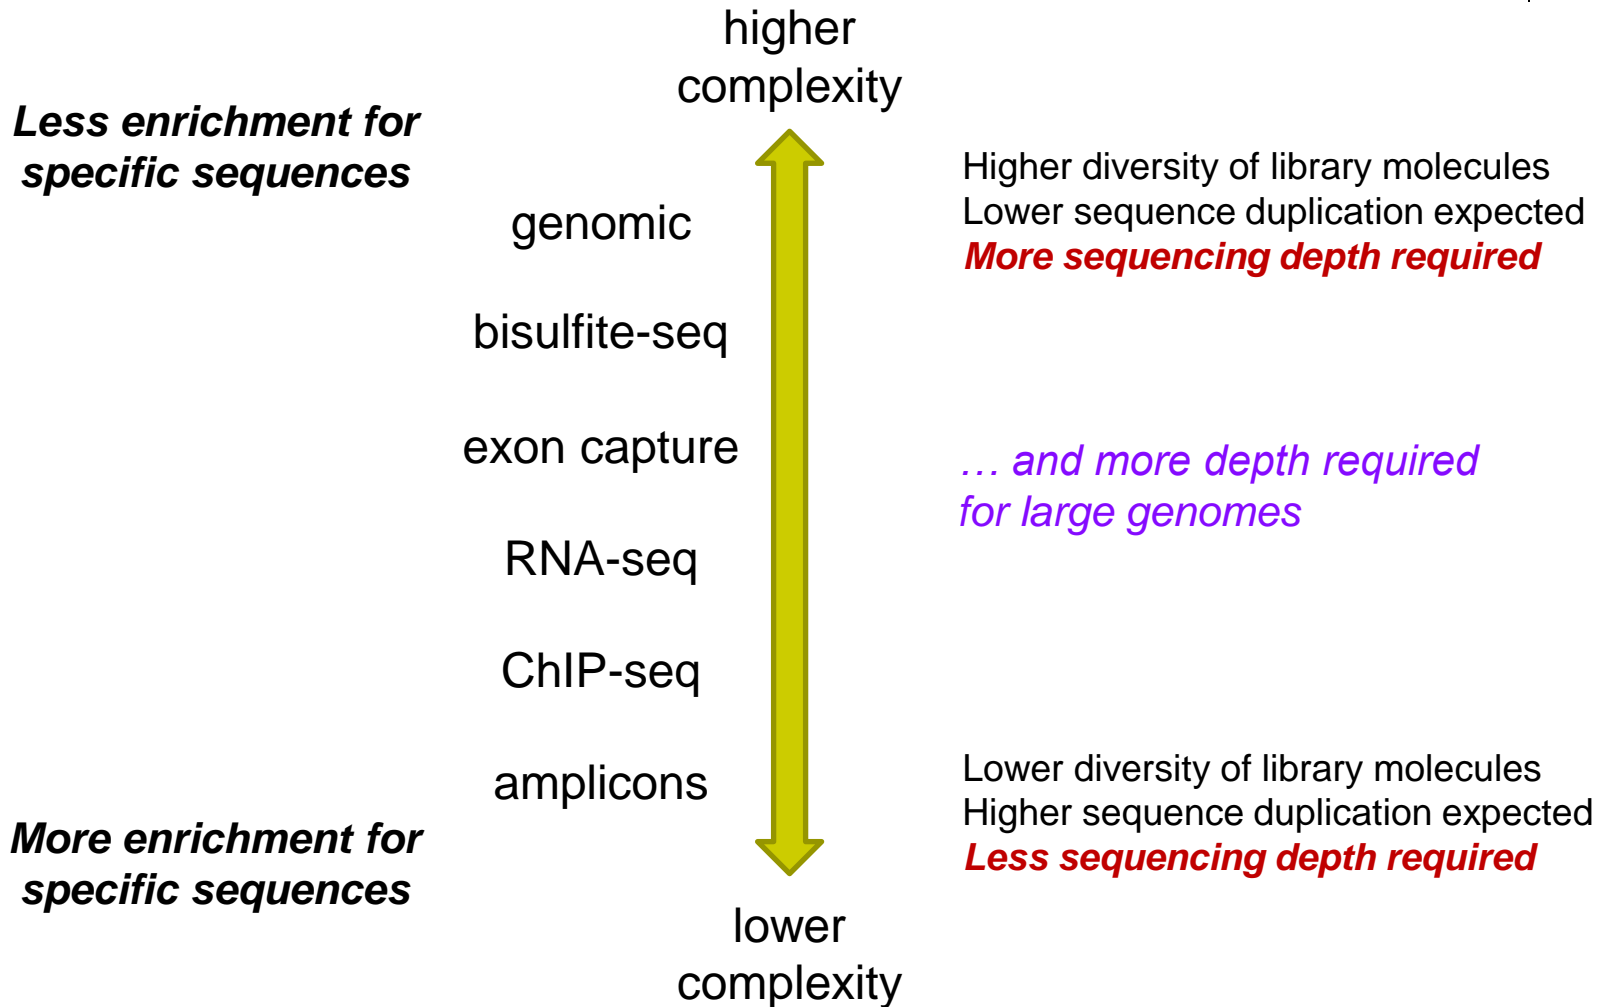 higher
complexity
Less enrichment for
specific sequences
Higher diversity of library molecules
Lower sequence duplication expected
More sequencing depth required
genomic
bisulfite-seq
exon capture
… and more depth required
for large genomes
RNA-seq
ChIP-seq
amplicons
Lower diversity of library molecules
Higher sequence duplication expected
Less sequencing depth required
More enrichment for
specific sequences
lower
complexity